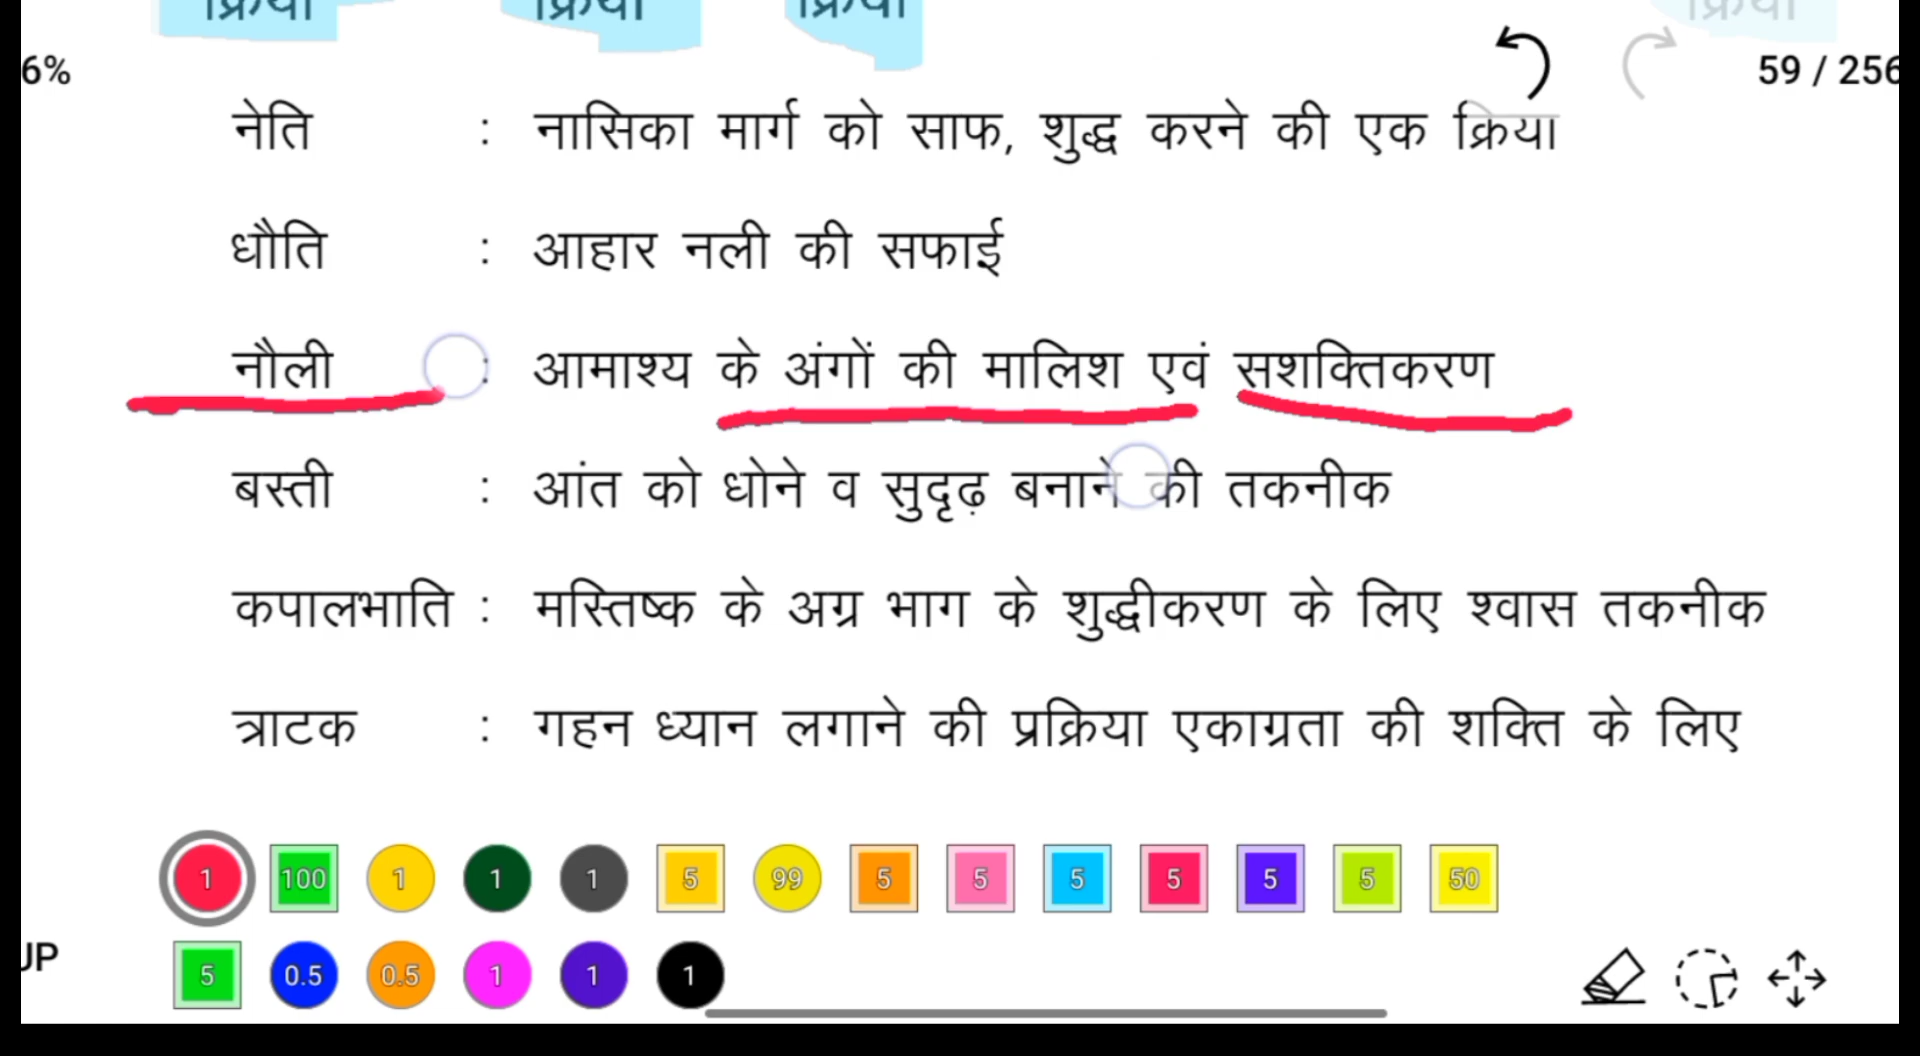 क्रिया क्रिया क्रिया क्रिया
6% 59 / 256
नेति : नासिका मार्ग को साफ, शुद्ध करने की एक क्रिया
धौति : आहार नली की सफाई
नौली : आमाश्य के अंगों की मालिश एवं सशक्तिकरण
बस्ती : आंत को धोने व सुदृढ़ बनाने की तकनीक
कपालभाति : मस्तिष्क के अग्र भाग के शुद्धीकरण के लिए श्वास तकनीक
त्राटक : गहन ध्यान लगाने की प्रक्रिया एकाग्रता की शक्ति के लिए
1 100 1 1 1 5 99 5 5 5 5 5 5 50
UP 5 0.5 0.5 1 1 1